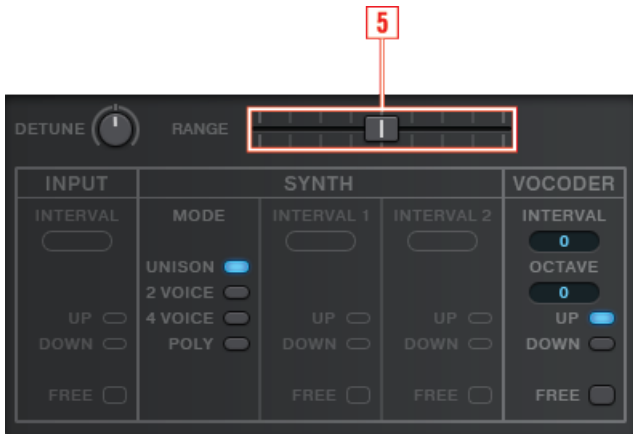 5
DETUNE RANGE
INPUT SYNTH VOCODER
INTERVAL MODE INTERVAL 1 INTERVAL 2 INTERVAL
0
UNISON OCTAVE
2 VOICE 0
UP 4 VOICE UP UP UP
DOWN POLY DOWN DOWN DOWN
FREE FREE FREE FREE